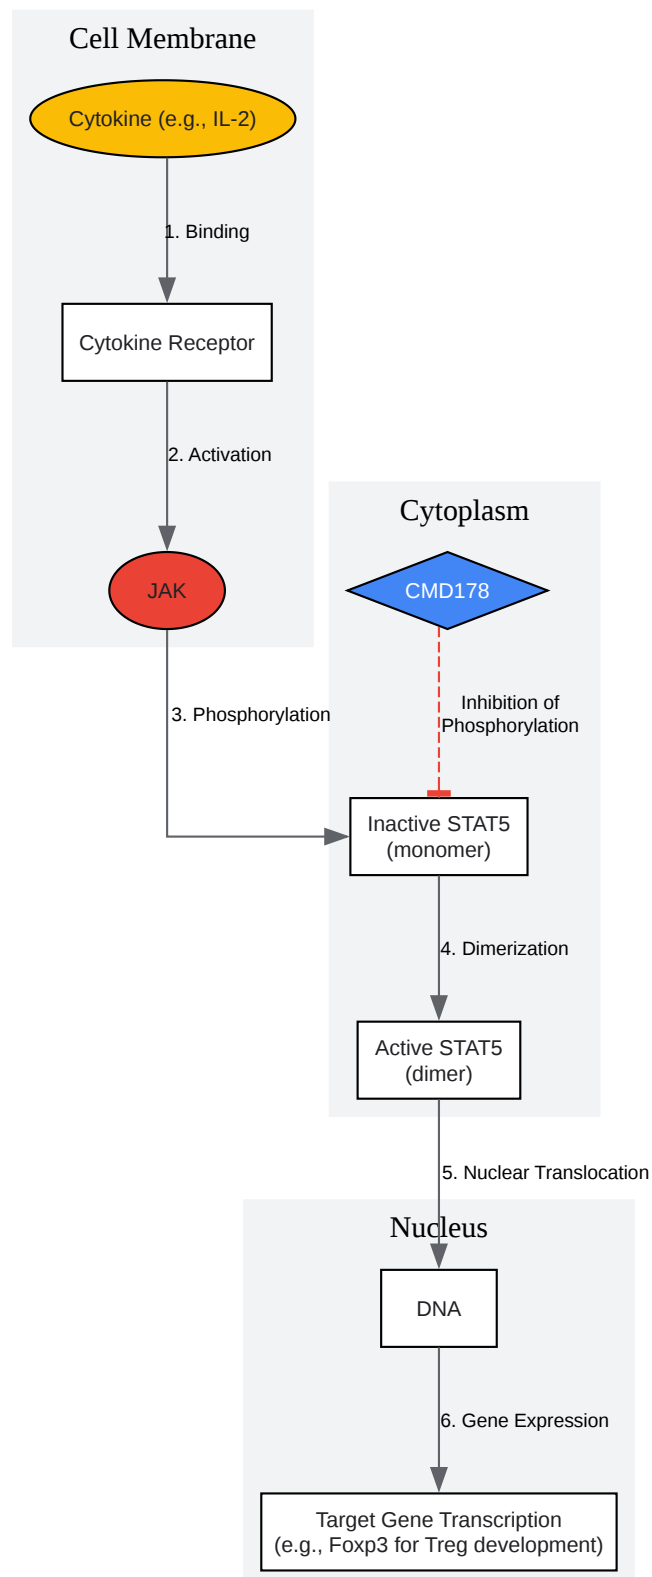 Cell Membrane
Cytokine (e.g., IL-2)
1. Binding
Cytokine Receptor
2. Activation
JAK
3. Phosphorylation
Cytoplasm
CMD178
Inhibition of
Phosphorylation
Inactive STAT5
(monomer)
4. Dimerization
Active STAT5
(dimer)
5. Nuclear Translocation
Nucleus
DNA
6. Gene Expression
Target Gene Transcription
(e.g., Foxp3 for Treg development)